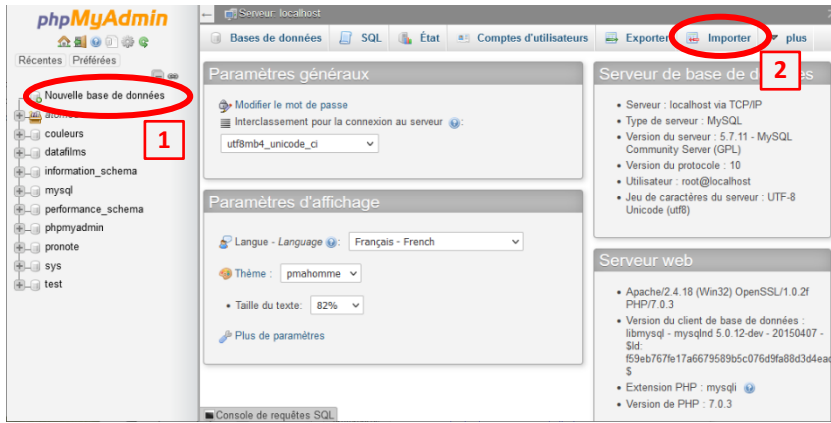 phpMyAdmin
Récentes Préférées
Nouvelle base de données
couleurs
datafilms
information_schema
mysql
performance_schema
phpmyadmin
pronote
sys
test
1
Serveur: localhost
Bases de données SQL État Comptes d'utilisateurs Exporter Importer plus
2
Paramètres généraux
Modifier le mot de passe
Interclassement pour la connexion au serveur :
utf8mb4_unicode_ci
Paramètres d'affichage
Langue - Language : Français - French
Thème : pmahomme
• Taille du texte: 82%
Plus de paramètres
Console de requêtes SQL
Serveur de base de
• Serveur : localhost via TCP/IP
• Type de serveur : MySQL
• Version du serveur : 5.7.11 - MySQL
Community Server (GPL)
• Version du protocole : 10
• Utilisateur : root@localhost
• Jeu de caractères du serveur : UTF-8
Unicode (utf8)
Serveur web
• Apache/2.4.18 (Win32) OpenSSL/1.0.2f
PHP/7.0.3
• Version du client de base de données :
libmysql - mysqlnd 5.0.12-dev - 20150407 -
$Id:
f59eb767fe17a6679589b5c076d9fa88d3d4eac
$
• Extension PHP : mysqli
• Version de PHP : 7.0.3